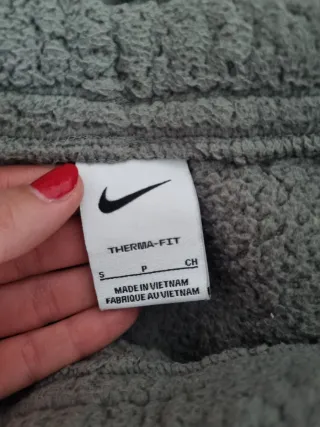 THERMA-FIT
S P CH
MADE IN VIETNAM
FABRIQUE AU VIETNAM